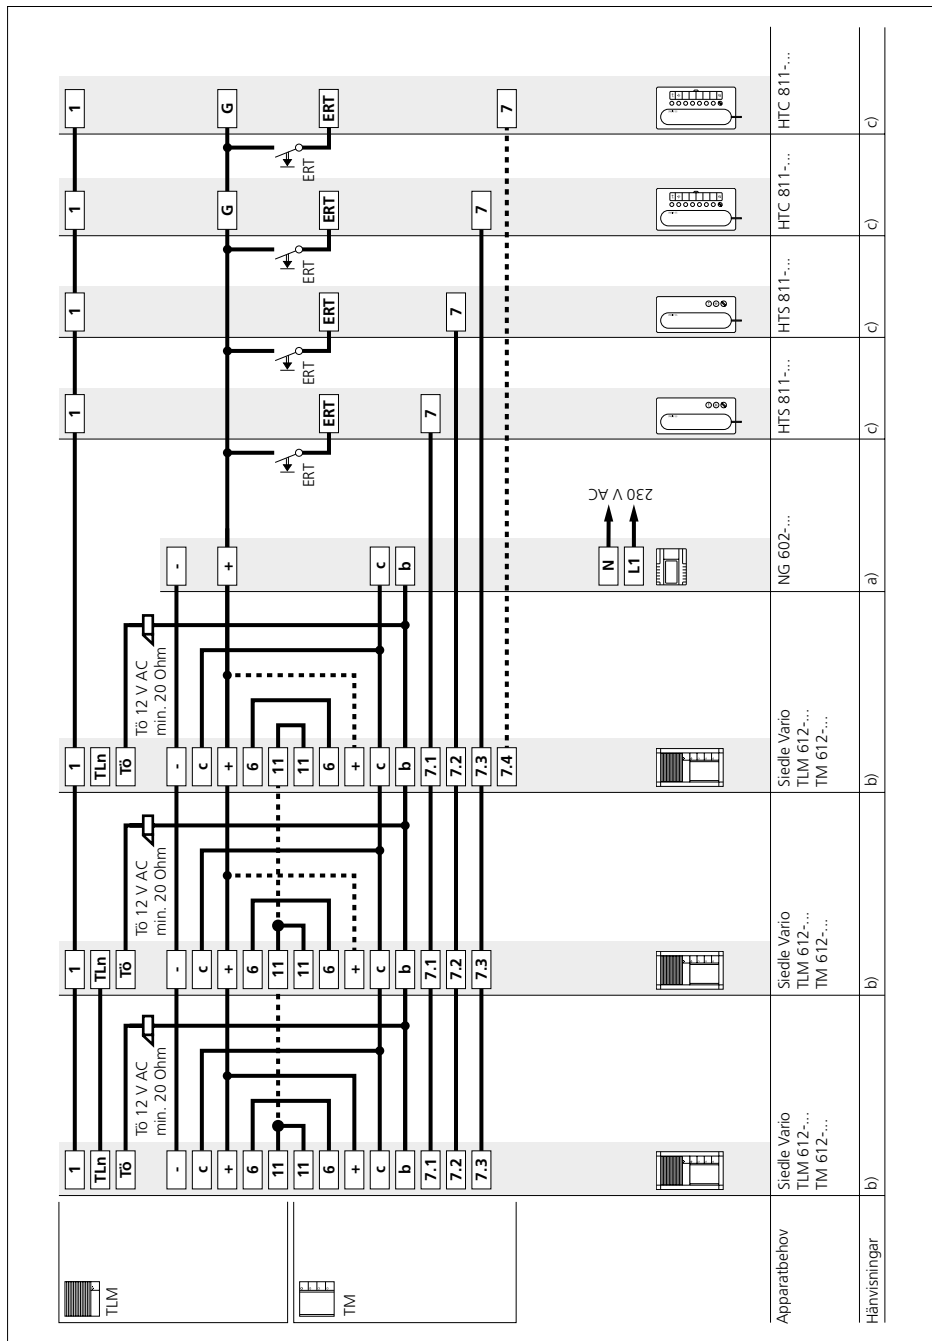 1 1 1 1 1 1 1
TLn TLn TLn
TLM
Tö Tö Tö
Tö 12 V AC Tö 12 V AC Tö 12 V AC
min. 20 Ohm min. 20 Ohm min. 20 Ohm
- - - -
c c c
+ + + + G G
6 6 6
11 11 11
11 11 11
ERT ERT ERT ERT
6 6 6 ERT ERT ERT ERT
TM
+ + +
c c c c
b b b b
7.1 7.1 7.1 7
7.2 7.2 7.2 7
7.3 7.3 7.3 7
7.4 7
N
230 V AC
L1
Apparatbehov Siedle Vario Siedle Vario Siedle Vario NG 602-... HTS 811-... HTS 811-... HTC 811-... HTC 811-...
TLM 612-... TLM 612-... TLM 612-...
TM 612-... TM 612-... TM 612-...
Hänvisningar b) b) b) a) c) c) c) c)